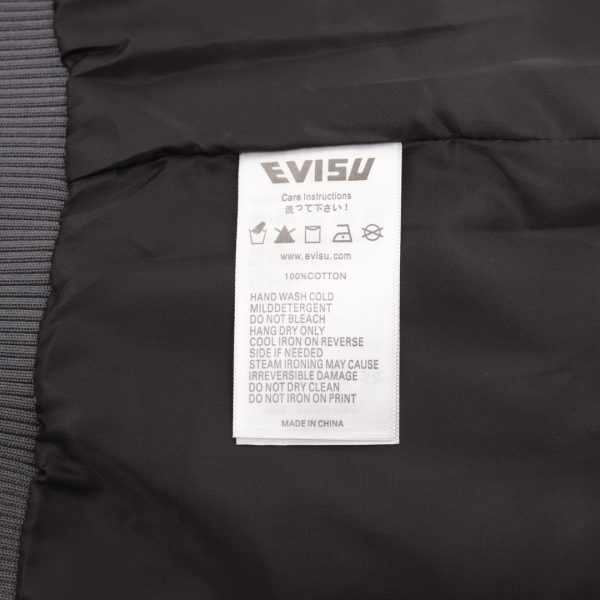 EVISU
Care instructions
洗って下さい!
www.evisu.com
100%COTTON
HAND WASH COLD
MILDDETERGENT
DO NOT BLEACH
HANG DRY ONLY
COOL IRON ON REVERSE
SIDE IF NEEDED
STEAM IRONING MAY CAUSE
IRREVERSIBLE DAMAGE
DO NOT DRY CLEAN
DO NOT IRON ON PRINT
MADE IN CHINA